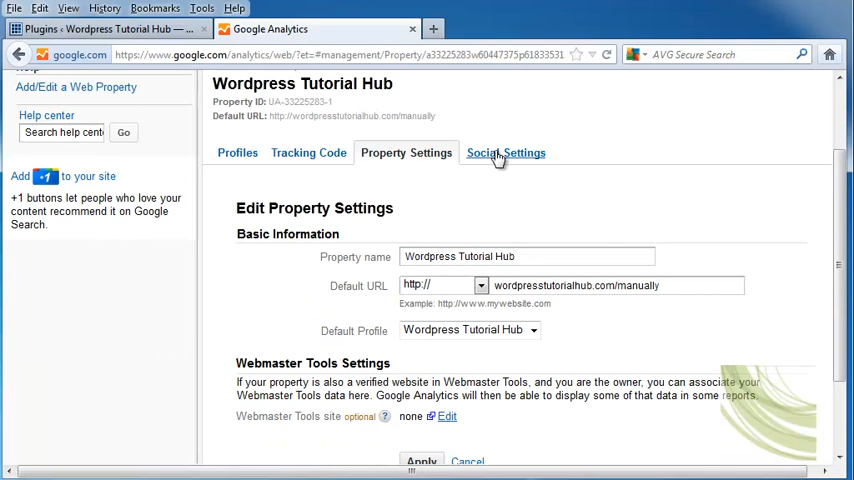 File Edit View History Bookmarks Tools Help
Plugins ‹ Wordpress Tutorial Hub — ... × Google Analytics × +
google.com https://www.google.com/analytics/web/?et=#management/Property/a33225283w60447375p61833531 AVG Secure Search
Help
Add/Edit a Web Property
Help center
Search help cente Go
Add +1 to your site
+1 buttons let people who love your
content recommend it on Google
Search.
Wordpress Tutorial Hub
Property ID: UA-33225283-1
Default URL: http://wordpresstutorialhub.com/manually
Profiles Tracking Code Property Settings Social Settings
Edit Property Settings
Basic Information
Property name Wordpress Tutorial Hub
Default URL http:// wordpresstutorialhub.com/manually
Example: http://www.mywebsite.com
Default Profile Wordpress Tutorial Hub
Webmaster Tools Settings
If your property is also a verified website in Webmaster Tools, and you are the owner, you can associate your
Webmaster Tools data here. Google Analytics will then be able to display some of that data in some reports.
Webmaster Tools site optional ? none Edit
Apply Cancel